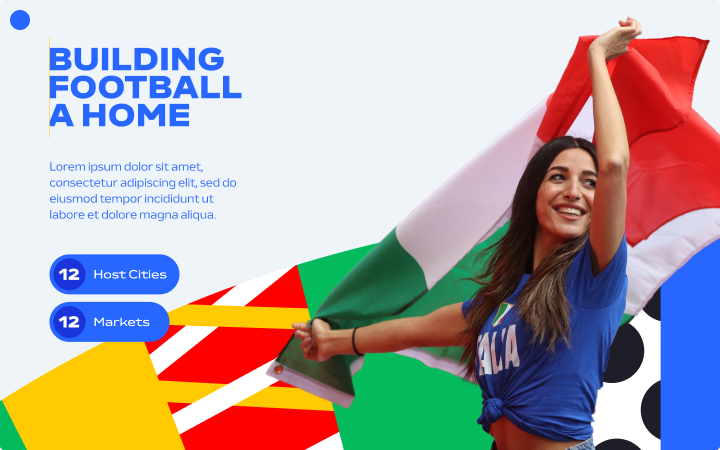 BUILDING
FOOTBALL
A HOME
Lorem ipsum dolor sit amet,
consectetur adipiscing elit, sed do
eiusmod tempor incididunt ut
labore et dolore magna aliqua.
12 Host Cities
12 Markets
ALIA